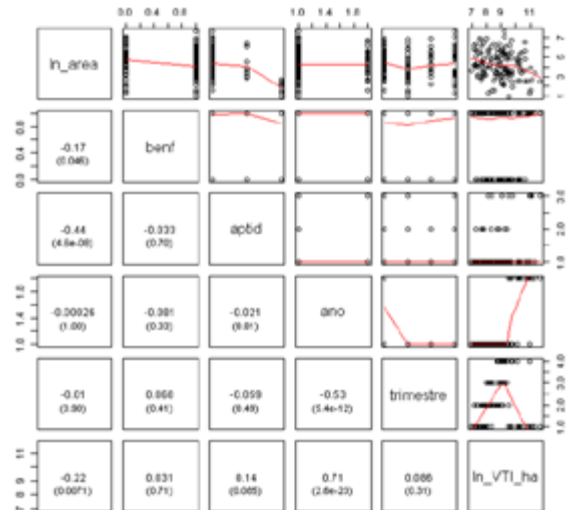 0.0 0.4 0.8
1.0 1.4 1.8
7 8 9 11
ln_area
1 3 5 7
-0.17
(0.046)
benf
0.0 0.4 0.8
-0.44
(4.6e-08)
-0.033
(0.70)
aptid
1.0 2.0 3.0
1.0 1.4 1.8
-0.00026
(1.00)
-0.081
(0.33)
-0.021
(0.81)
ano
-0.01
0.068
(0.41)
-0.059
(0.49)
-0.53
(5.4e-12)
trimestre
1.0 2.0 3.0 4.0
7 8 9 11
-0.22
(0.0071)
0.031
(0.71)
0.14
(0.085)
0.71
(2.6e-23)
0.086
(0.31)
ln_VTI_ha